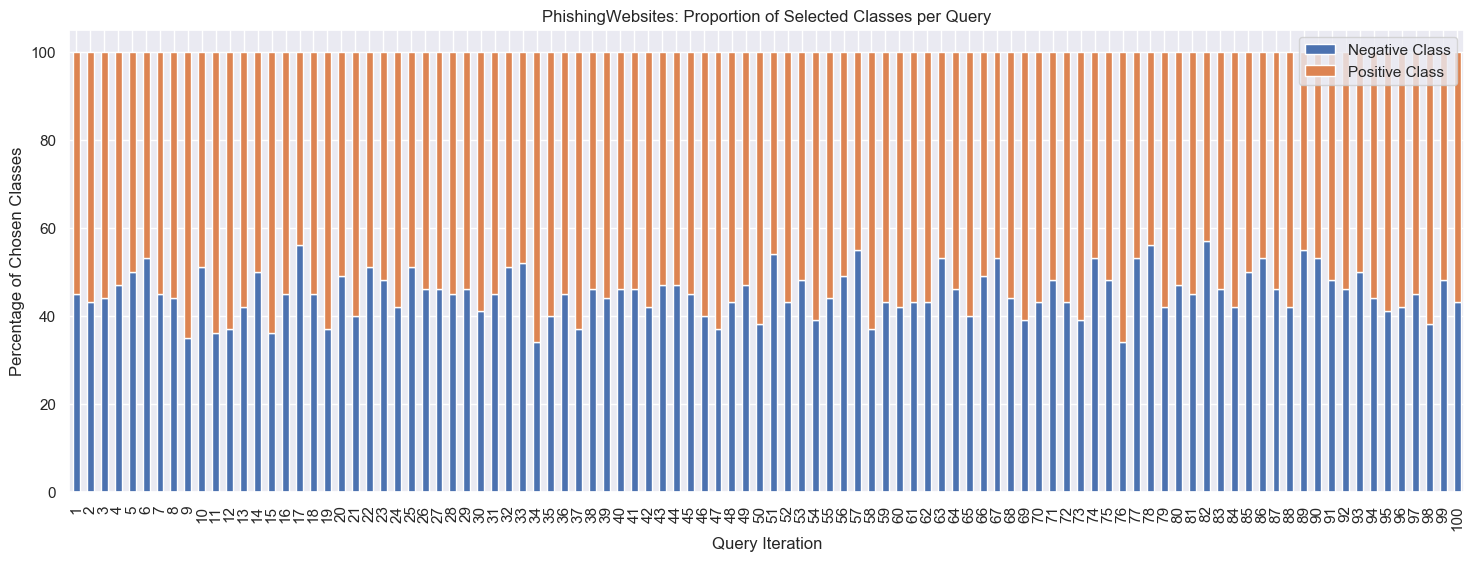 PhishingWebsites: Proportion of Selected Classes per Query
Negative Class
Positive Class
Percentage of Chosen Classes
100
80
60
40
20
0
1 2 3 4 5 6 7 8 9 10 11 12 13 14 15 16 17 18 19 20 21 22 23 24 25 26 27 28 29 30 31 32 33 34 35 36 37 38 39 40 41 42 43 44 45 46 47 48 49 50 51 52 53 54 55 56 57 58 59 60 61 62 63 64 65 66 67 68 69 70 71 72 73 74 75 76 77 78 79 80 81 82 83 84 85 86 87 88 89 90 91 92 93 94 95 96 97 98 99 100
Query Iteration